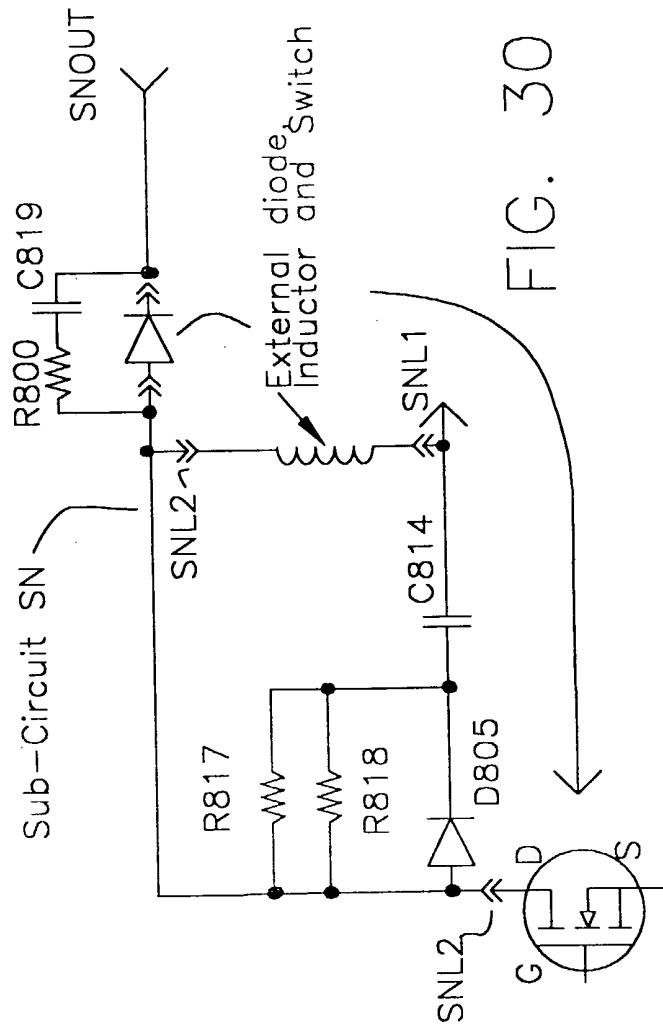 Sub-Circuit SN
R800
C819
SNOUT
SNL2
External diode,
Inductor and Switch
R817
R818
D805
C814
SNL1
SNL2
G
D
S
FIG. 30